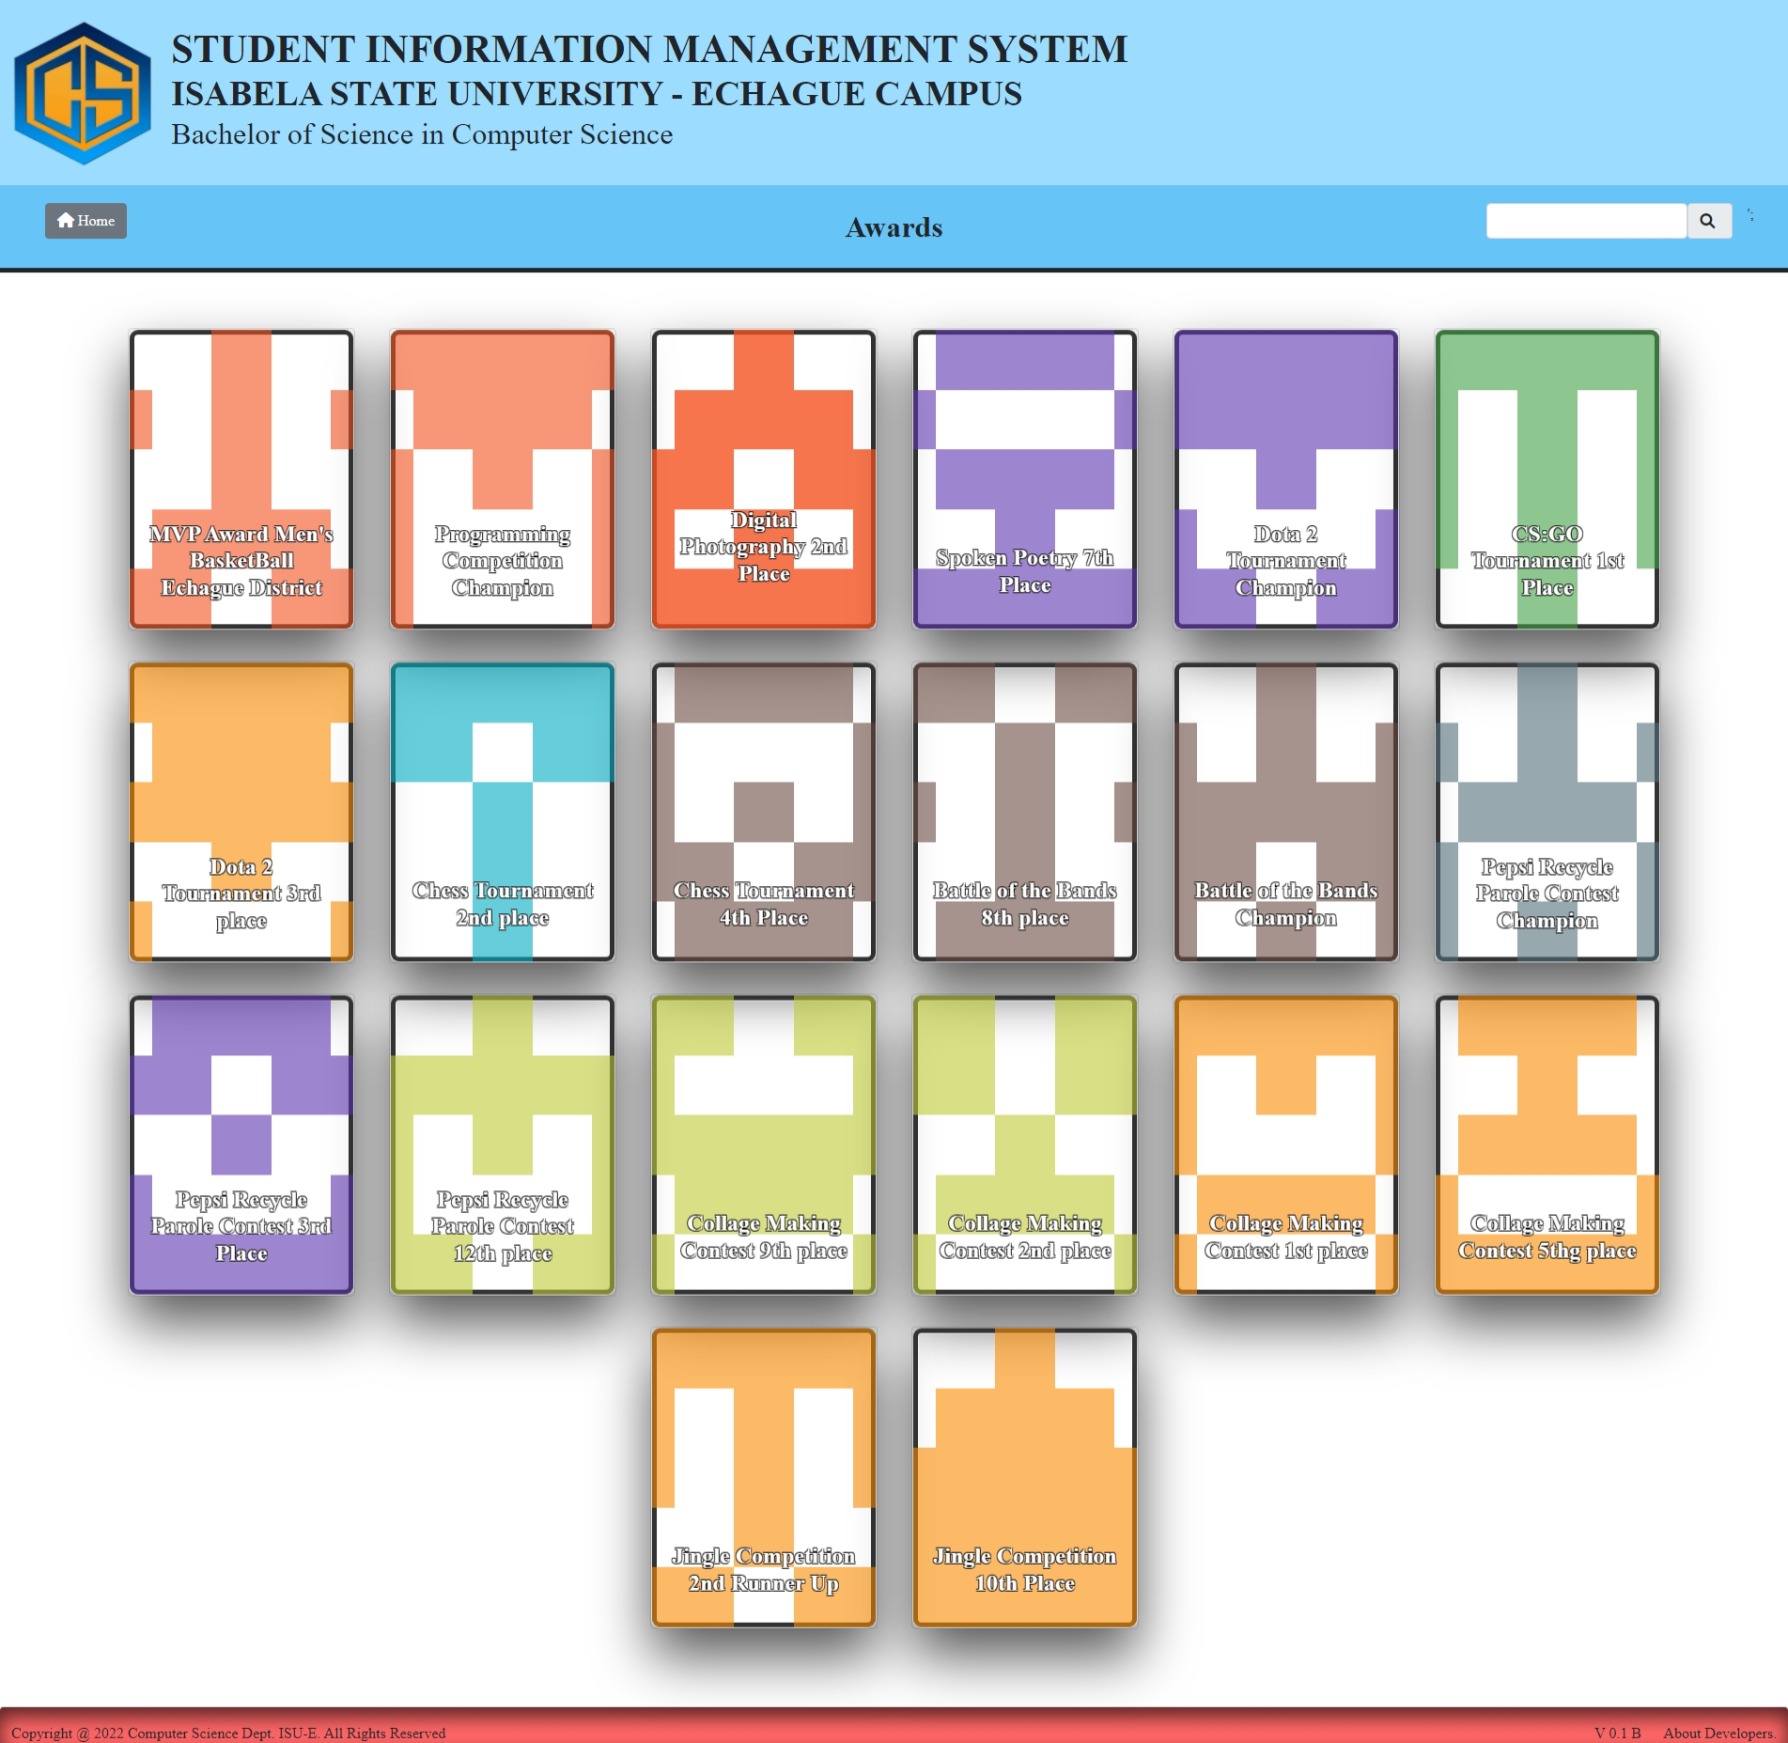 CS
STUDENT INFORMATION MANAGEMENT SYSTEM
ISABELA STATE UNIVERSITY - ECHAGUE CAMPUS
Bachelor of Science in Computer Science
Home
Awards
';
MVP Award Men's
BasketBall
Echague District
Programming
Competition
Champion
Digital
Photography 2nd
Place
Spoken Poetry 7th
Place
Dota 2
Tournament
Champion
CS:GO
Tournament 1st
Place
Dota 2
Tournament 3rd
place
Chess Tournament
2nd place
Chess Tournament
4th Place
Battle of the Bands
8th place
Battle of the Bands
Champion
Pepsi Recycle
Parole Contest
Champion
Pepsi Recycle
Parole Contest 3rd
Place
Pepsi Recycle
Parole Contest
12th place
Collage Making
Contest 9th place
Collage Making
Contest 2nd place
Collage Making
Contest 1st place
Collage Making
Contest 5thg place
Jingle Competition
2nd Runner Up
Jingle Competition
10th Place
Copyright @ 2022 Computer Science Dept. ISU-E. All Rights Reserved
V 0.1 B
About Developers.